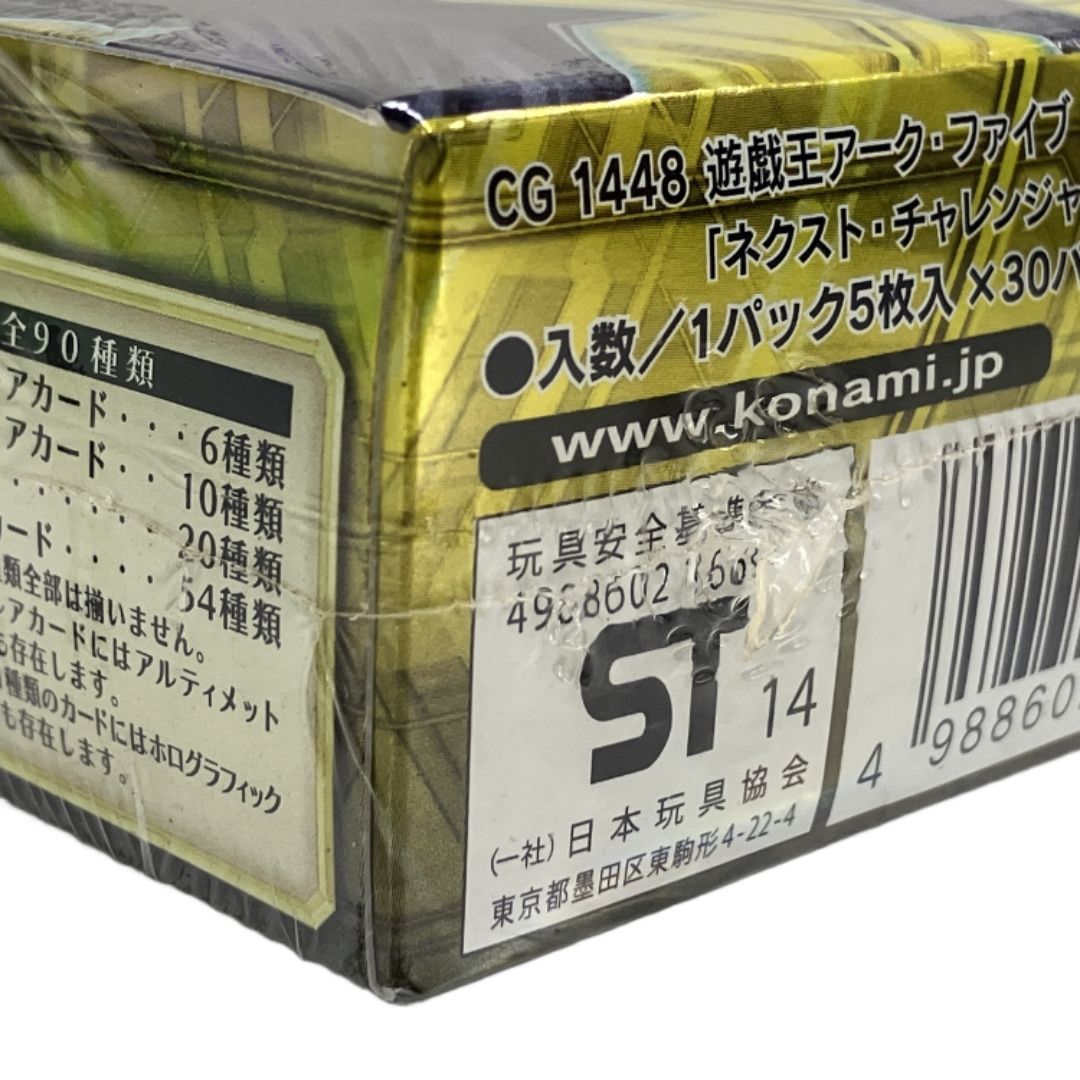 全90種類
アカード・・・6種類
アカード・・10種類
・・・・・・20種類
カード・・・・54種類
種類全部は揃いません。
レアカードにはアルティメット
も存在します。
種類のカードにはホログラフィック
も存在します。
CG 1448 遊戯王アーク・ファイブ
「ネクスト・チャレンジャ
●入数／1パック5枚入×30パ
www.konami.jp
玩具安全基準
4988602
ST 14
(一社)日本玩具協会
東京都墨田区東駒形4-22-4
4 988602